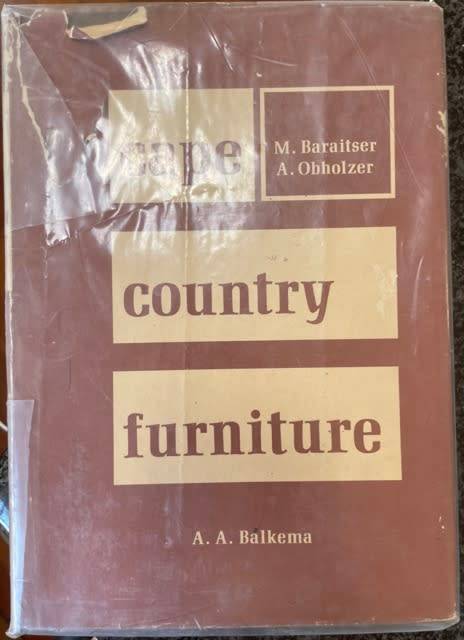 cape
M. Baraitser
A. Obholzer
country
furniture
A. A. Balkema